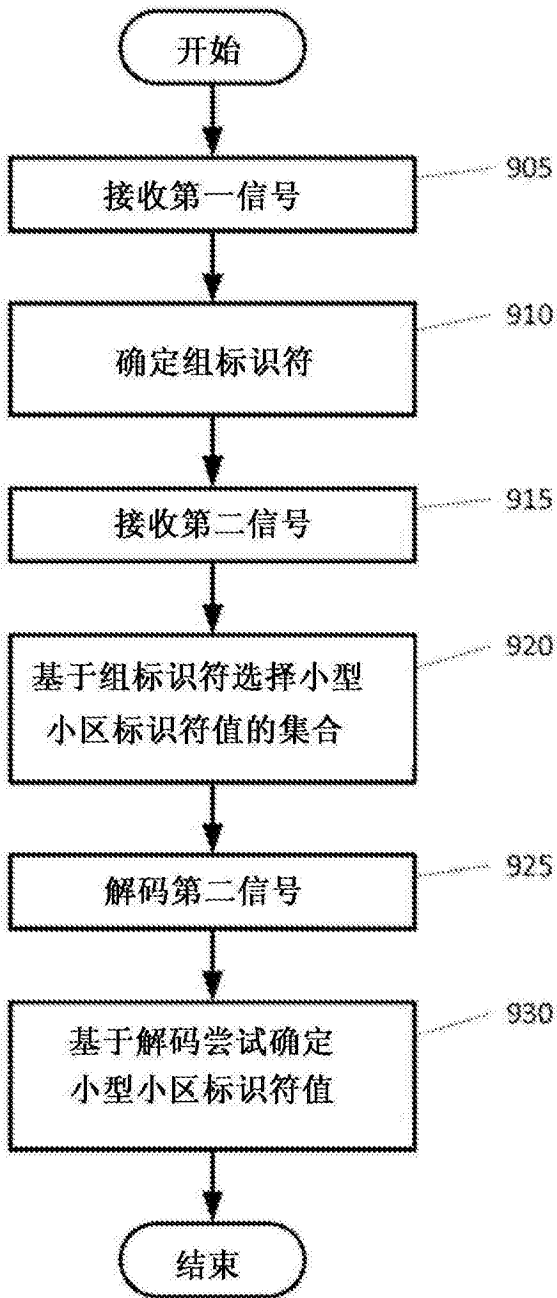 开始
接收第一信号
905
确定组标识符
910
接收第二信号
915
基于组标识符选择小型
小区标识符值的集合
920
解码第二信号
925
基于解码尝试确定
小型小区标识符值
930
结束